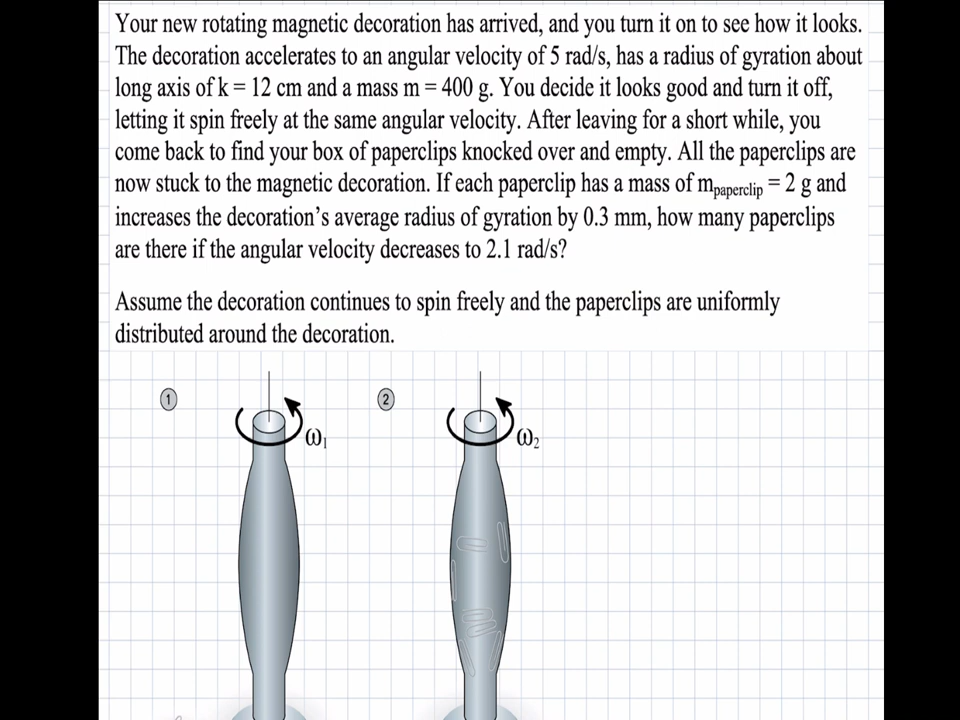 Your new rotating magnetic decoration has arrived, and you turn it on to see how it looks.
The decoration accelerates to an angular velocity of 5 rad/s, has a radius of gyration about
long axis of k = 12 cm and a mass m = 400 g. You decide it looks good and turn it off,
letting it spin freely at the same angular velocity. After leaving for a short while, you
come back to find your box of paperclips knocked over and empty. All the paperclips are
now stuck to the magnetic decoration. If each paperclip has a mass of mpaperclip = 2 g and
increases the decoration's average radius of gyration by 0.3 mm, how many paperclips
are there if the angular velocity decreases to 2.1 rad/s?
Assume the decoration continues to spin freely and the paperclips are uniformly
distributed around the decoration.
1 2
ω1 ω2